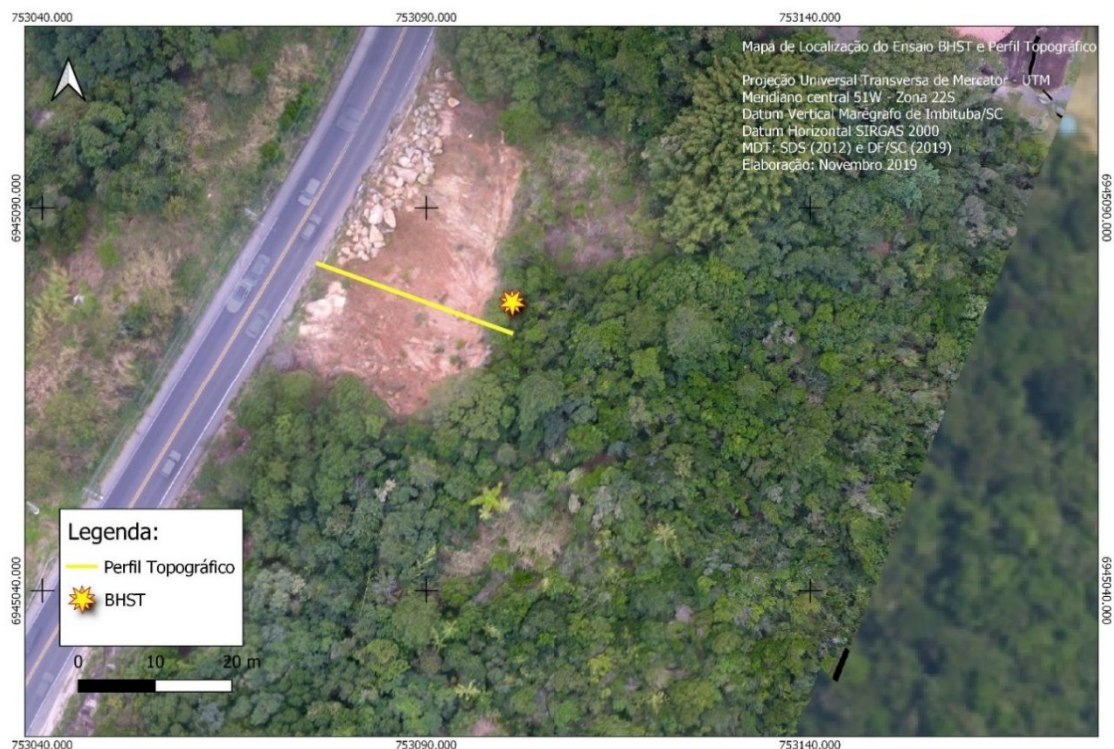 753040.000
753090.000
753140.000
Mapa de Localização do Ensaio BHST e Perfil Topográfico
Projeção Universal Transversa de Mercator - UTM
Meridiano central 51W - Zona 22S
Datum Vertical Marégrafo de Imbituba/SC
Datum Horizontal SIRGAS 2000
MDT: SDS (2012) e DF/SC (2019)
Elaboração: Novembro 2019
6945090.000
6945090.000
Legenda:
Perfil Topográfico
BHST
6945040.000
6945040.000
0 10 20 m
753040.000
753090.000
753140.000